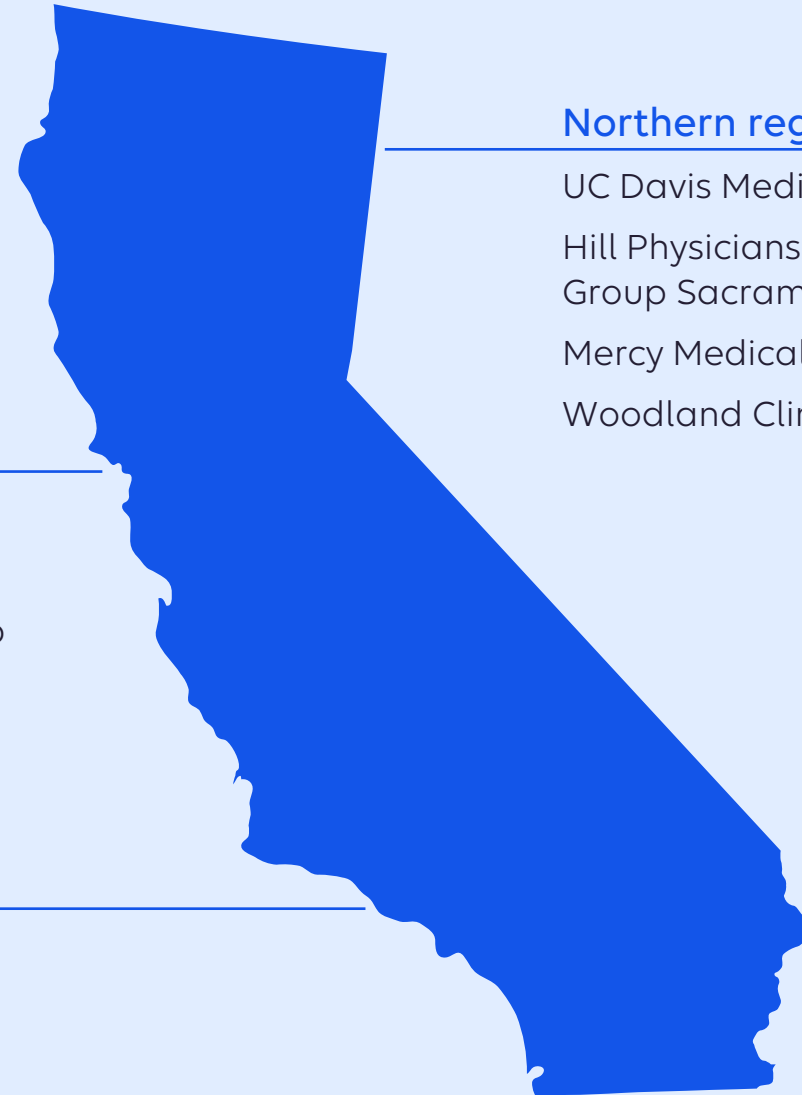 Northern reg
UC Davis Medi
Hill Physicians
Group Sacram
Mercy Medical
Woodland Clin